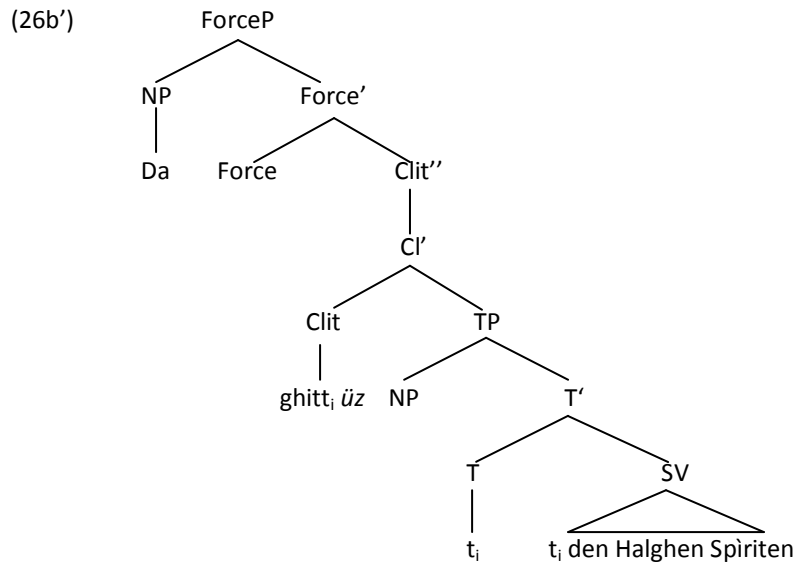 (26b’) ForceP
NP Force’
Da Force Clit’’
Cl’
Clit TP
ghittᵢ üz NP T‘
T SV
tᵢ tᵢ den Halghen Spìriten